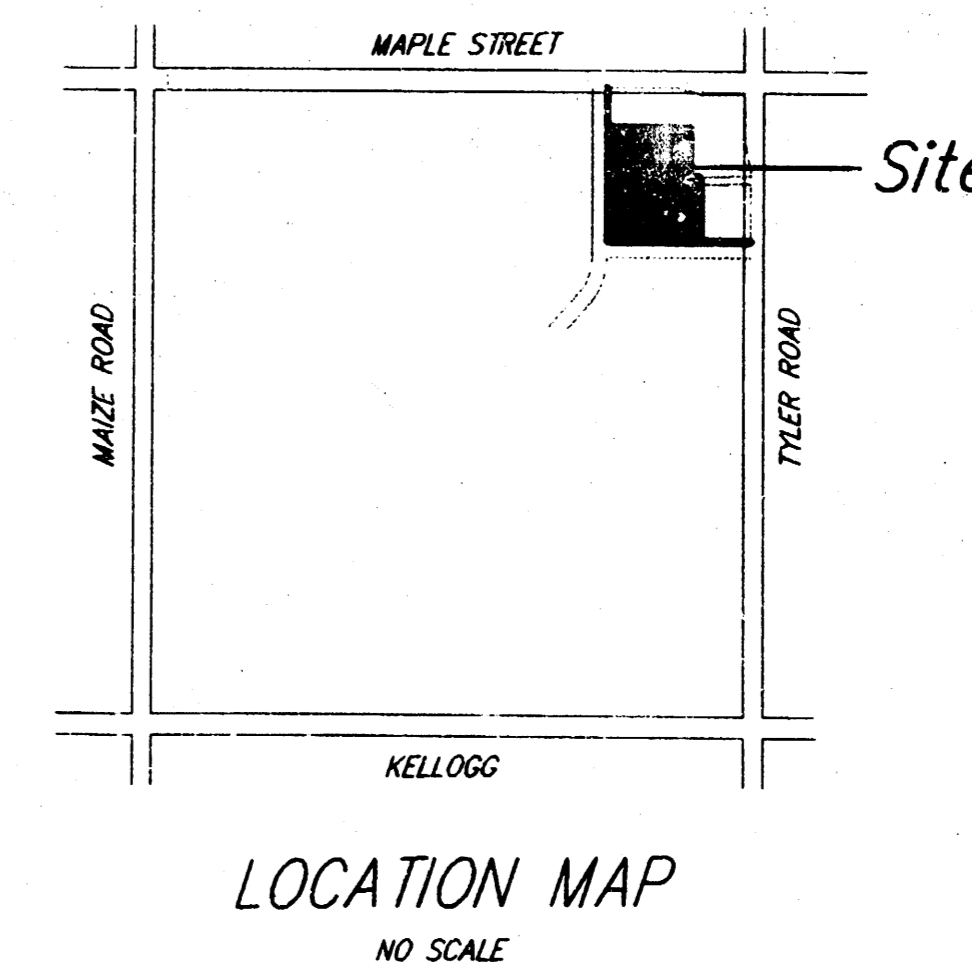 MAPLE STREET
Site
MAIZE ROAD
TYLER ROAD
KELLOGG
LOCATION MAP
NO SCALE